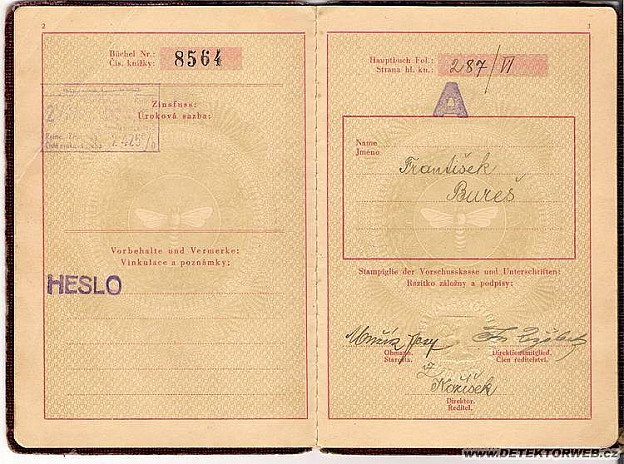 2
Büchel Nr.: 8564
Čís. knížky:
Zinsfuss:
Úroková sazba:
Vorbehalte und Vermerke:
Vinkulace a poznámky:
HESLO
3
Hauptbuch Fol.: 287/VI
Strana hl. kn.:
A
Name
Jméno
František
Bureš
Stampiglie der Vorschusskasse und Unterschriften:
Razítko záložny a podpisy:
Obmann.
Starosta.
Direktionsmitglied.
Člen ředitelství.
Direktor.
Ředitel.
WWW.DETEKTORWEB.CZ